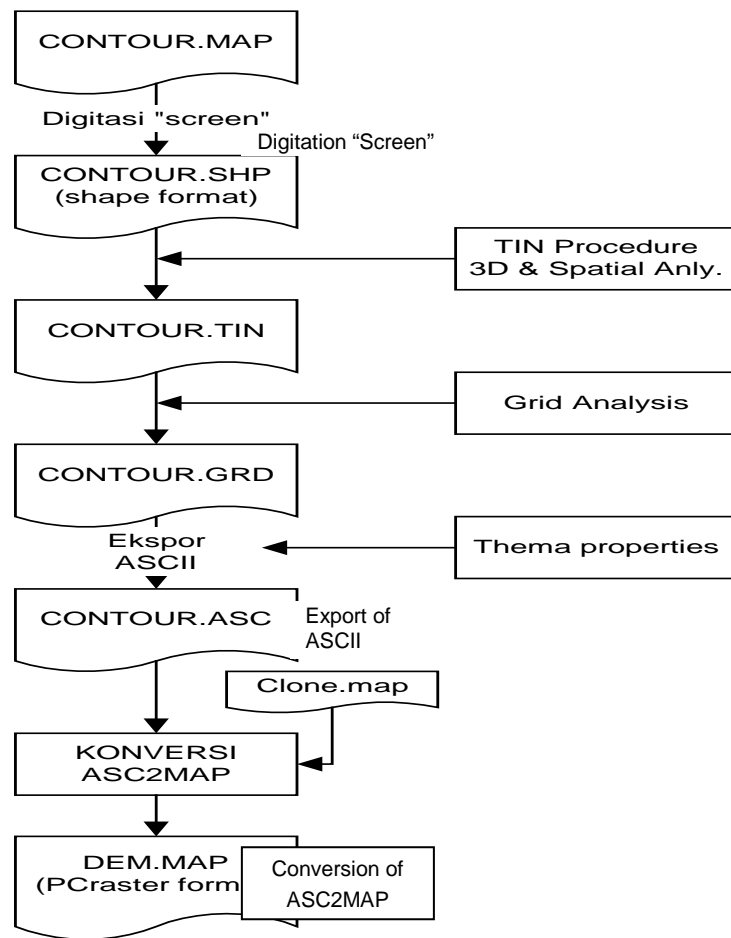 CONTOUR.MAP
Digitasi "screen"
Digitation “Screen”
CONTOUR.SHP
(shape format)
TIN Procedure
3D & Spatial Anly.
CONTOUR.TIN
Grid Analysis
CONTOUR.GRD
Ekspor
ASCII
Thema properties
CONTOUR.ASC
Export of
ASCII
Clone.map
KONVERSI
ASC2MAP
DEM.MAP
(PCraster form
Conversion of
ASC2MAP